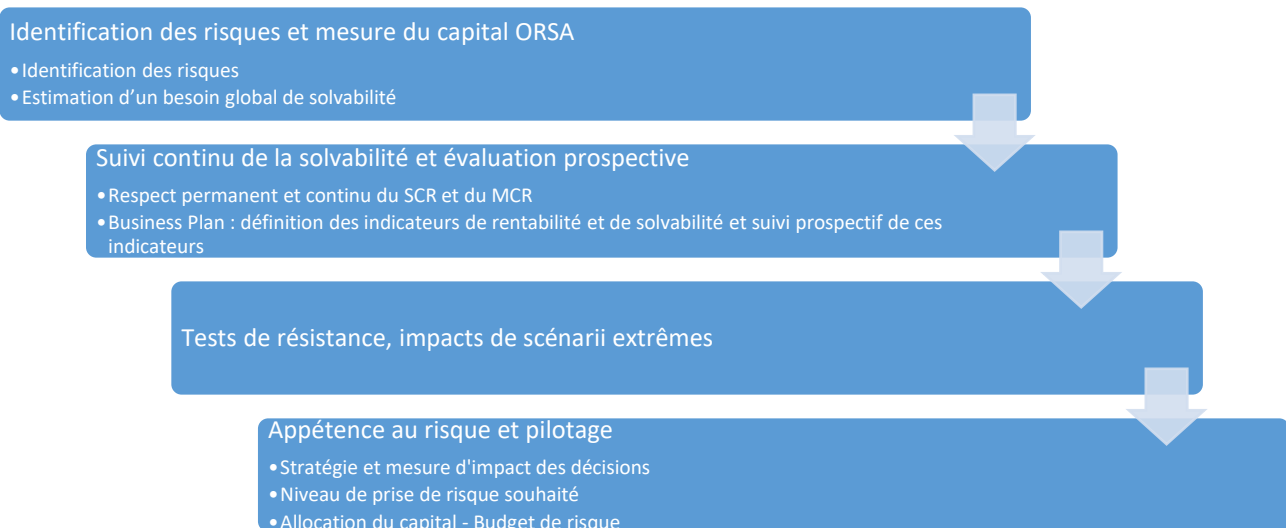 Identification des risques et mesure du capital ORSA
•Identification des risques
•Estimation d’un besoin global de solvabilité
Suivi continu de la solvabilité et évaluation prospective
•Respect permanent et continu du SCR et du MCR
•Business Plan : définition des indicateurs de rentabilité et de solvabilité et suivi prospectif de ces
indicateurs
Tests de résistance, impacts de scénarii extrêmes
Appétence au risque et pilotage
•Stratégie et mesure d'impact des décisions
•Niveau de prise de risque souhaité
•Allocation du capital - Budget de risque